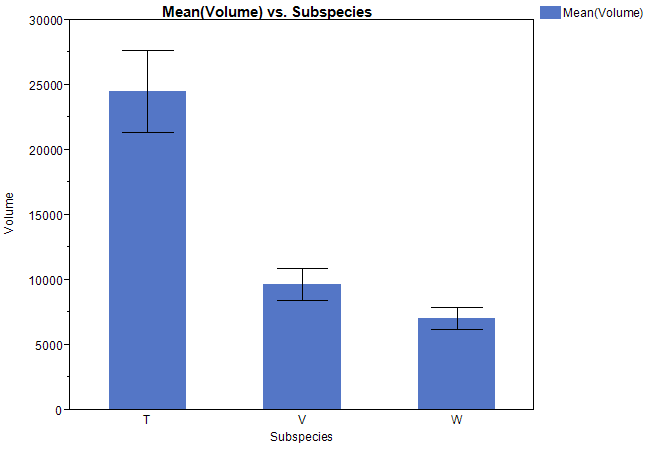 Mean(Volume) vs. Subspecies
Mean(Volume)
30000
25000
20000
15000
10000
5000
0
Volume
T V W
Subspecies